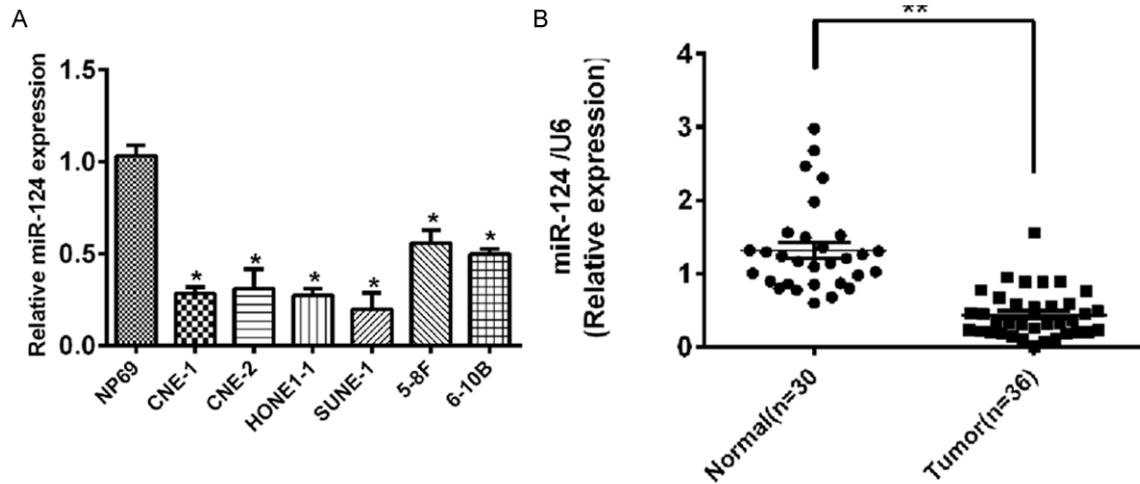 A
Relative miR-124 expression
1.5
1.0
0.5
0.0
*
*
*
*
*
*
NP69
CNE-1
CNE-2
HONE1-1
SUNE-1
5-8F
6-10B
B
miR-124 /U6
(Relative expression)
**
4
3
2
1
0
Normal(n=30
Tumor(n=36)